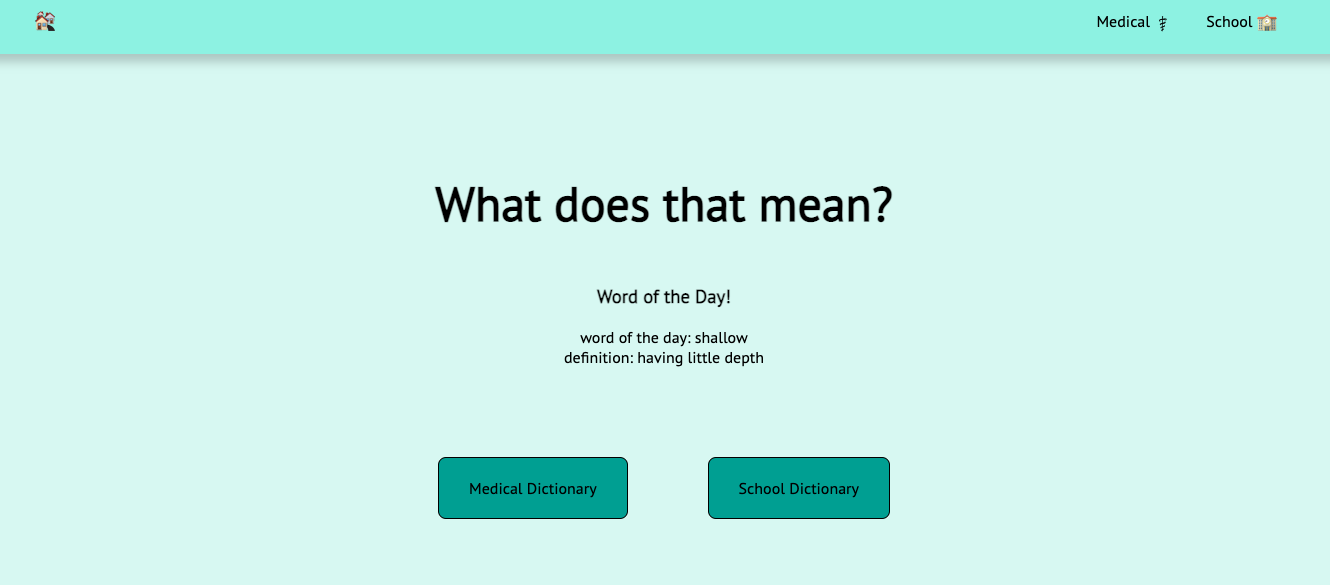 Medical ⚕
School 🏫
What does that mean?
Word of the Day!
word of the day: shallow
definition: having little depth
Medical Dictionary
School Dictionary